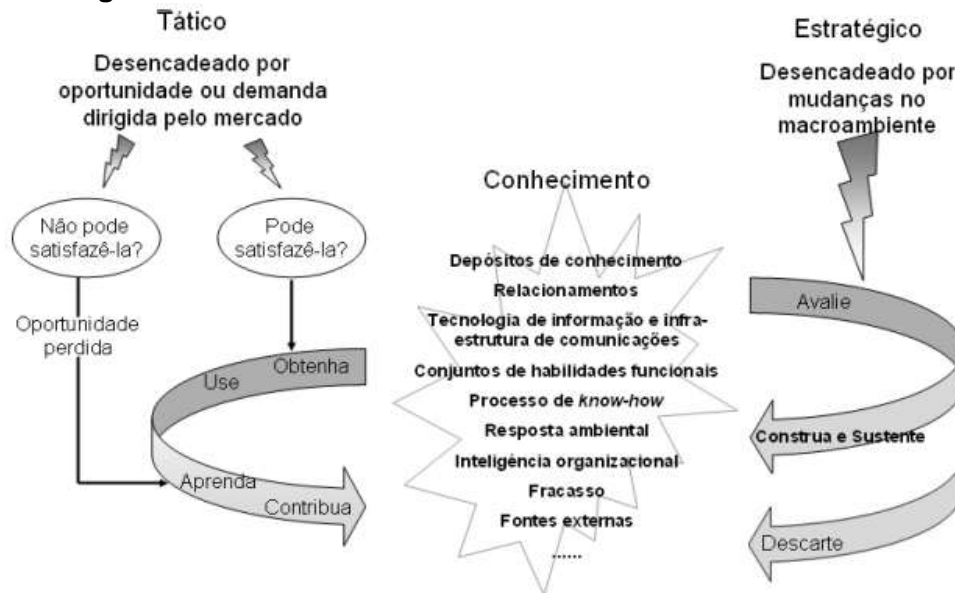 Tático
Desencadeado por
oportunidade ou demanda
dirigida pelo mercado
Não pode
satisfazê-la?
Pode
satisfazê-la?
Oportunidade
perdida
Obtenha
Use
Aprenda
Contribua
Conhecimento
Depósitos de conhecimento
Relacionamentos
Tecnologia de informação e infra-
estrutura de comunicações
Conjuntos de habilidades funcionais
Processo de know-how
Resposta ambiental
Inteligência organizacional
Fracasso
Fontes externas
......
Estratégico
Desencadeado por
mudanças no
macroambiente
Avalie
Construa e Sustente
Descarte